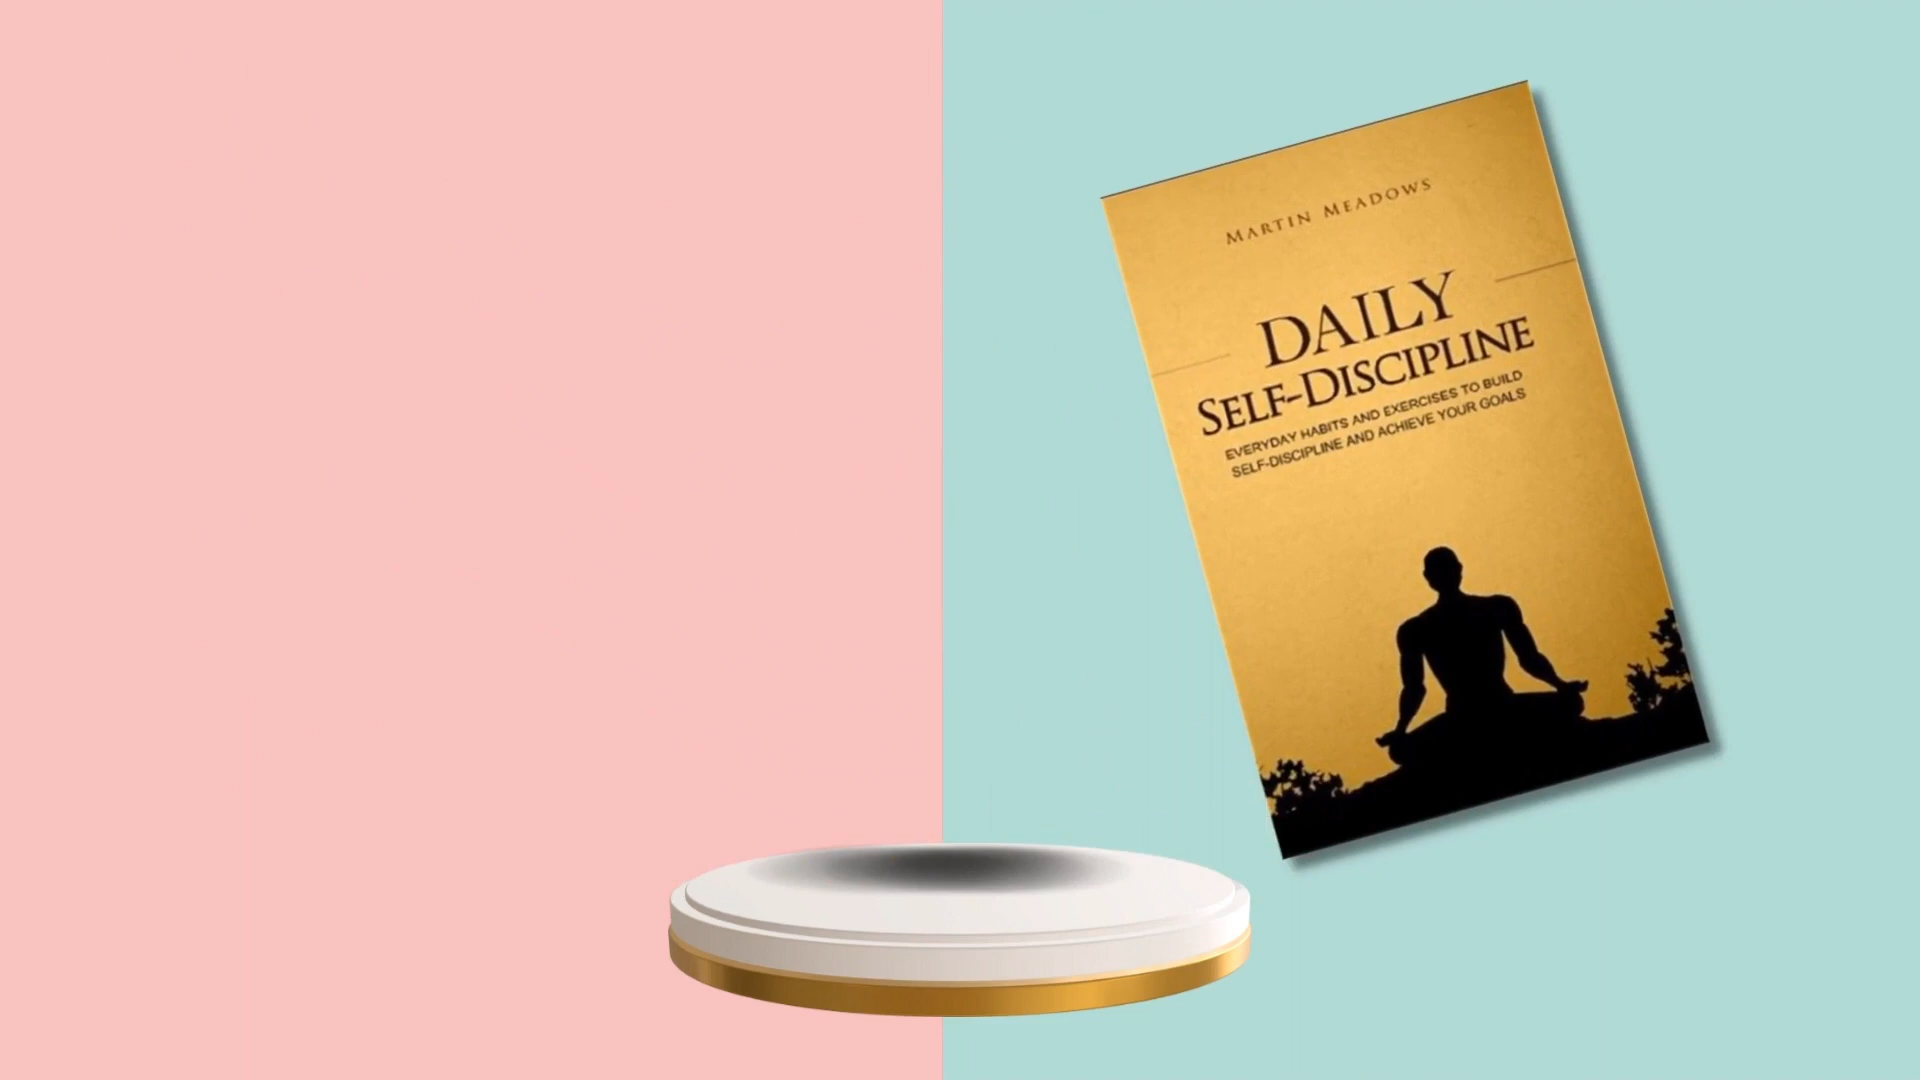 MARTIN MEADOWS
DAILY
SELF-DISCIPLINE
EVERYDAY HABITS AND EXERCISES TO BUILD
SELF-DISCIPLINE AND ACHIEVE YOUR GOALS